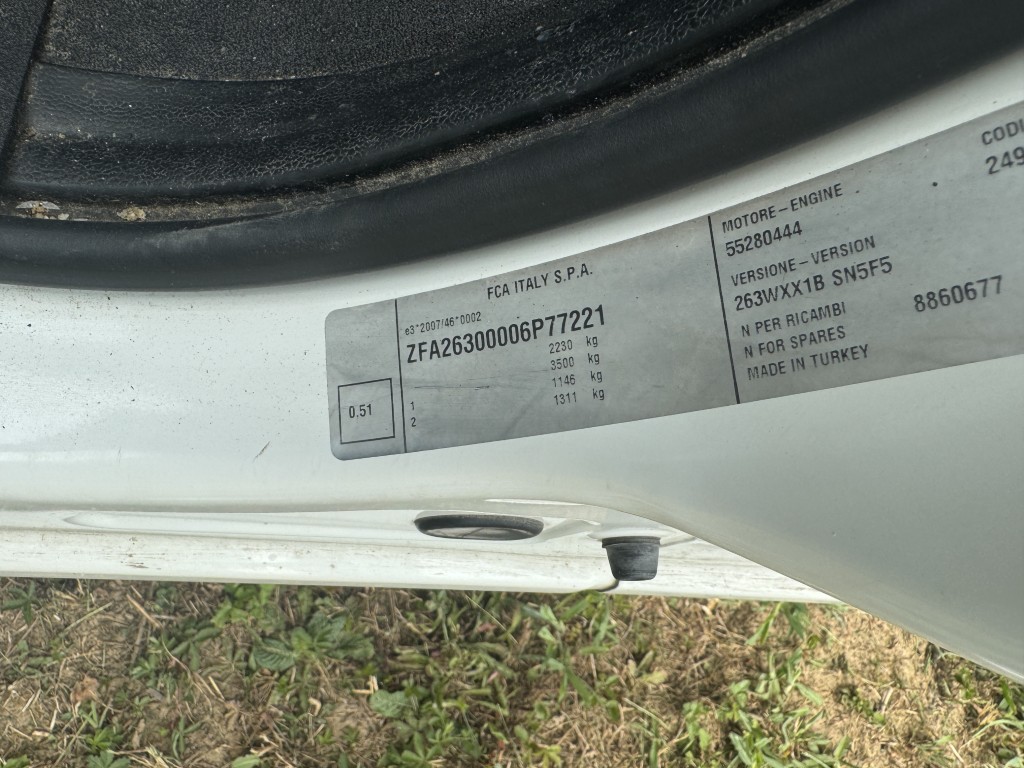 FCA ITALY S.P.A.
e3*2007/46*0002
ZFA26300006P77221
2230 kg
3500 kg
1 1146 kg
2 1311 kg
0.51
MOTORE-ENGINE
55280444
VERSIONE-VERSION
263WXX1B SN5F5
N PER RICAMBI
N FOR SPARES 8860677
MADE IN TURKEY
CODI
249